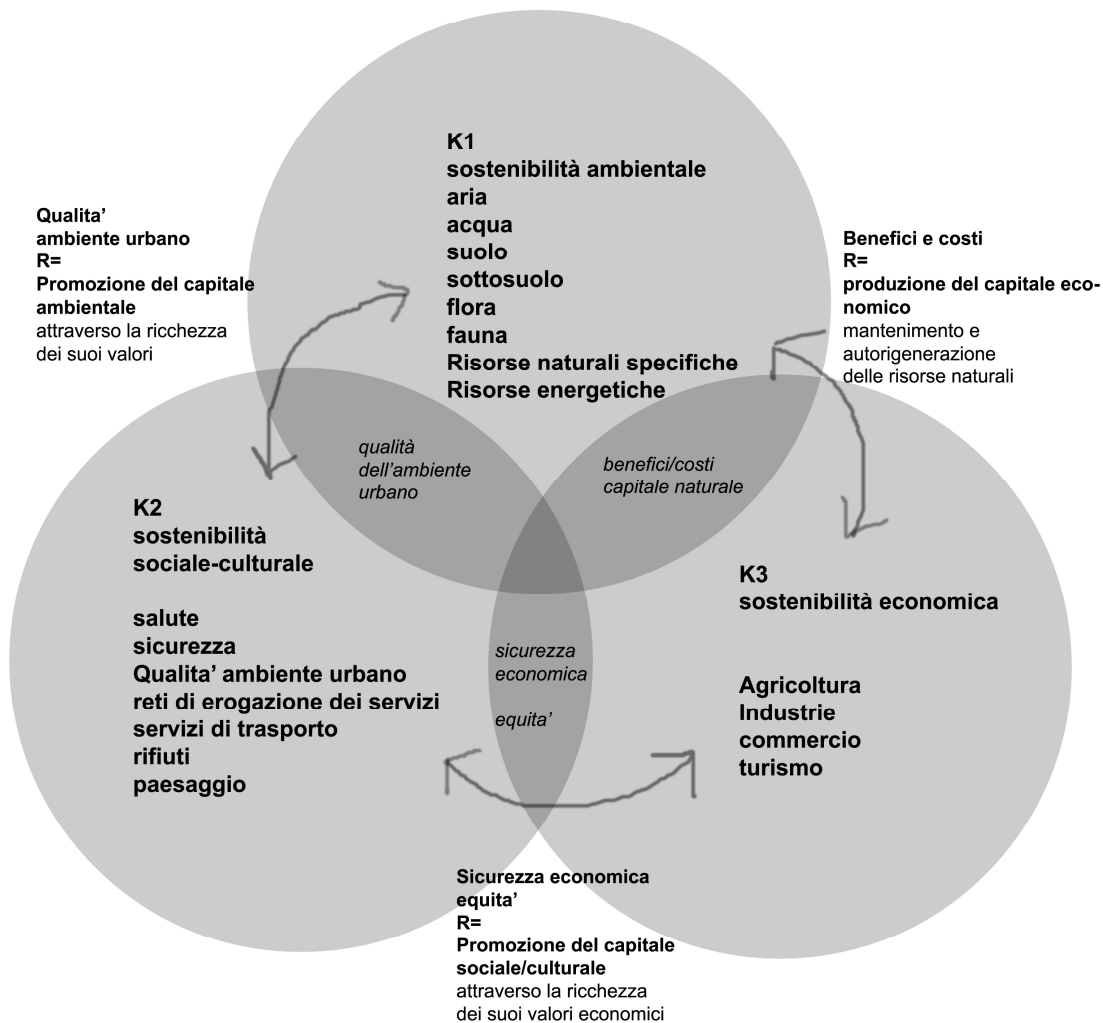 K1
sostenibilità ambientale
aria
acqua
suolo
sottosuolo
flora
fauna
Risorse naturali specifiche
Risorse energetiche
Qualita’
ambiente urbano
R=
Promozione del capitale
ambientale
attraverso la ricchezza
dei suoi valori
Benefici e costi
R=
produzione del capitale eco-
nomico
mantenimento e
autorigenerazione
delle risorse naturali
qualità
dell’ambiente
urbano
benefici/costi
capitale naturale
K2
sostenibilità
sociale-culturale
salute
sicurezza
Qualita’ ambiente urbano
reti di erogazione dei servizi
servizi di trasporto
rifiuti
paesaggio
sicurezza
economica
equita’
K3
sostenibilità economica
Agricoltura
Industrie
commercio
turismo
Sicurezza economica
equita’
R=
Promozione del capitale
sociale/culturale
attraverso la ricchezza
dei suoi valori economici